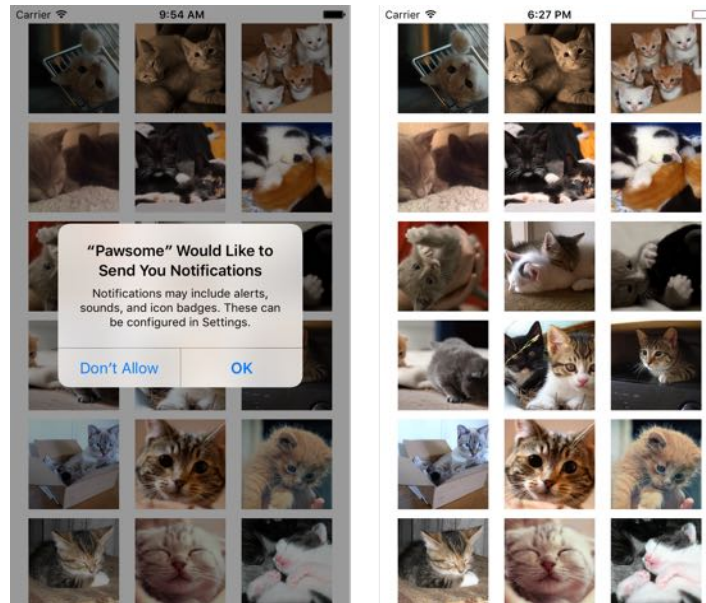 Carrier
9:54 AM
“Pawsome” Would Like to
Send You Notifications
Notifications may include alerts,
sounds, and icon badges. These can
be configured in Settings.
Don’t Allow
OK
Carrier
6:27 PM